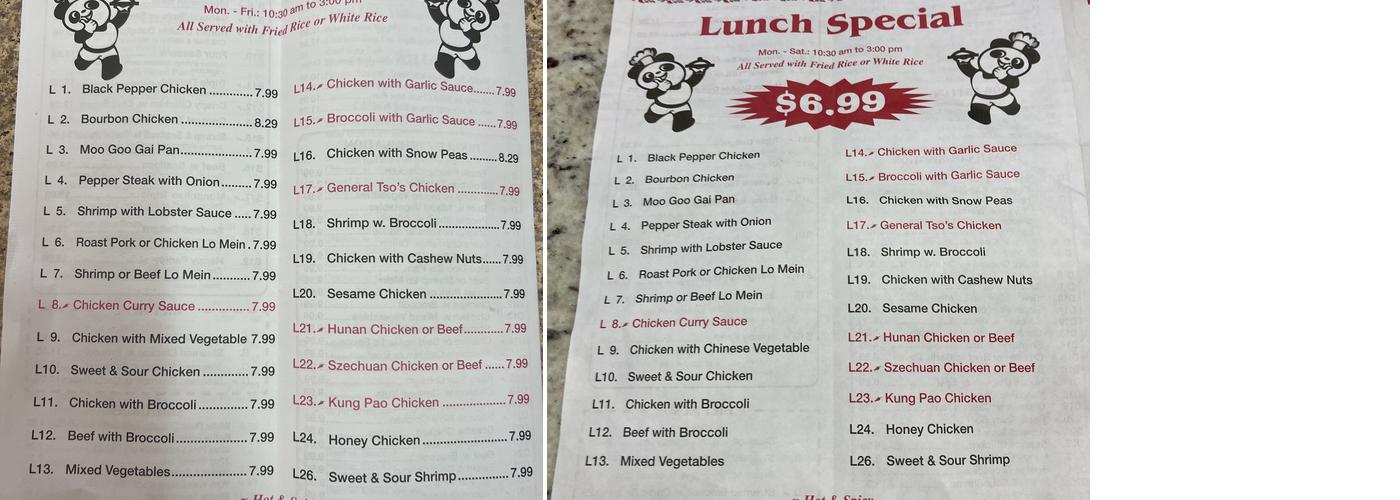 Mon. - Fri.: 10:30 am to 3:00 pm
All Served with Fried Rice or White Rice
L 1. Black Pepper Chicken ............7.99
L 2. Bourbon Chicken ...................8.29
L 3. Moo Goo Gai Pan...................7.99
L 4. Pepper Steak with Onion.........7.99
L 5. Shrimp with Lobster Sauce .....7.99
L 6. Roast Pork or Chicken Lo Mein.7.99
L 7. Shrimp or Beef Lo Mein...........7.99
L 8. Chicken Curry Sauce ..............7.99
L 9. Chicken with Mixed Vegetable 7.99
L10. Sweet & Sour Chicken ............7.99
L11. Chicken with Broccoli..............7.99
L12. Beef with Broccoli...................7.99
L13. Mixed Vegetables...................7.99
L14. Chicken with Garlic Sauce.......7.99
L15. Broccoli with Garlic Sauce ......7.99
L16. Chicken with Snow Peas .........8.29
L17. General Tso's Chicken ............7.99
L18. Shrimp w. Broccoli..................7.99
L19. Chicken with Cashew Nuts......7.99
L20. Sesame Chicken ....................7.99
L21. Hunan Chicken or Beef...........7.99
L22. Szechuan Chicken or Beef ......7.99
L23. Kung Pao Chicken .................7.99
L24. Honey Chicken.......................7.99
L26. Sweet & Sour Shrimp..............7.99
Lunch Special
Mon. - Sat.: 10:30 am to 3:00 pm
All Served with Fried Rice or White Rice
$6.99
L 1. Black Pepper Chicken
L 2. Bourbon Chicken
L 3. Moo Goo Gai Pan
L 4. Pepper Steak with Onion
L 5. Shrimp with Lobster Sauce
L 6. Roast Pork or Chicken Lo Mein
L 7. Shrimp or Beef Lo Mein
L 8. Chicken Curry Sauce
L 9. Chicken with Chinese Vegetable
L10. Sweet & Sour Chicken
L11. Chicken with Broccoli
L12. Beef with Broccoli
L13. Mixed Vegetables
L14. Chicken with Garlic Sauce
L15. Broccoli with Garlic Sauce
L16. Chicken with Snow Peas
L17. General Tso's Chicken
L18. Shrimp w. Broccoli
L19. Chicken with Cashew Nuts
L20. Sesame Chicken
L21. Hunan Chicken or Beef
L22. Szechuan Chicken or Beef
L23. Kung Pao Chicken
L24. Honey Chicken
L26. Sweet & Sour Shrimp
Hot & Spicy